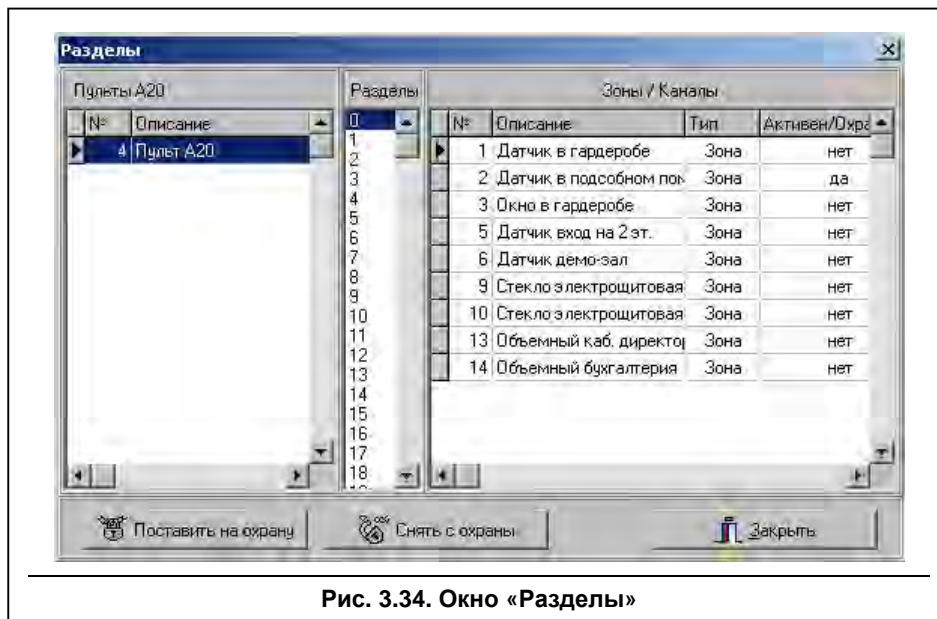 Разделы
Пульты А20 Разделы Зоны / Каналы
№ Описание
4 Пульт А20
0
1
2
3
4
5
6
7
8
9
10
11
12
13
14
15
16
17
18
№ Описание Тип Активен/Охра
1 Датчик в гардеробе Зона нет
2 Датчик в подсобном пом Зона да
3 Окно в гардеробе Зона нет
5 Датчик вход на 2 эт. Зона нет
6 Датчик демо-зал Зона нет
9 Стекло электрощитовая Зона нет
10 Стекло электрощитовая Зона нет
13 Объемный каб. директор Зона нет
14 Объемный бухгалтерия Зона нет
Поставить на охрану Снять с охраны Закрыть
Рис. 3.34. Окно «Разделы»